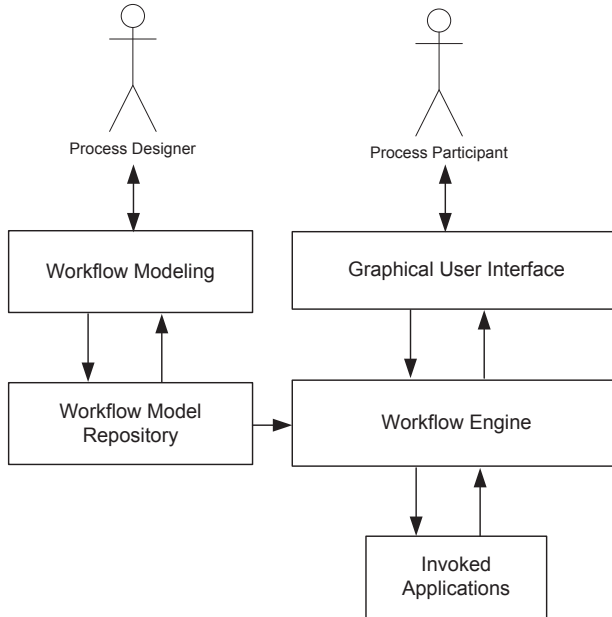 Process Designer
Process Participant
Workflow Modeling
Graphical User Interface
Workflow Model
Repository
Workflow Engine
Invoked
Applications